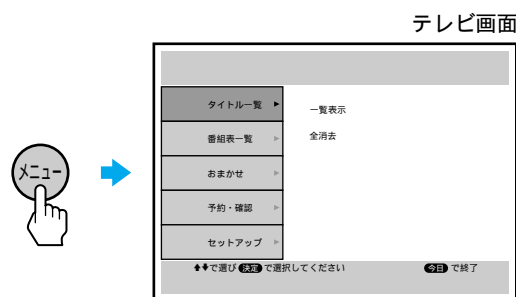 テレビ画面
メニュー
タイトル一覧
番組表一覧
おまかせ
予約・確認
セットアップ
一覧表示
全消去
で選び 決定 で選択してください
今日 で終了